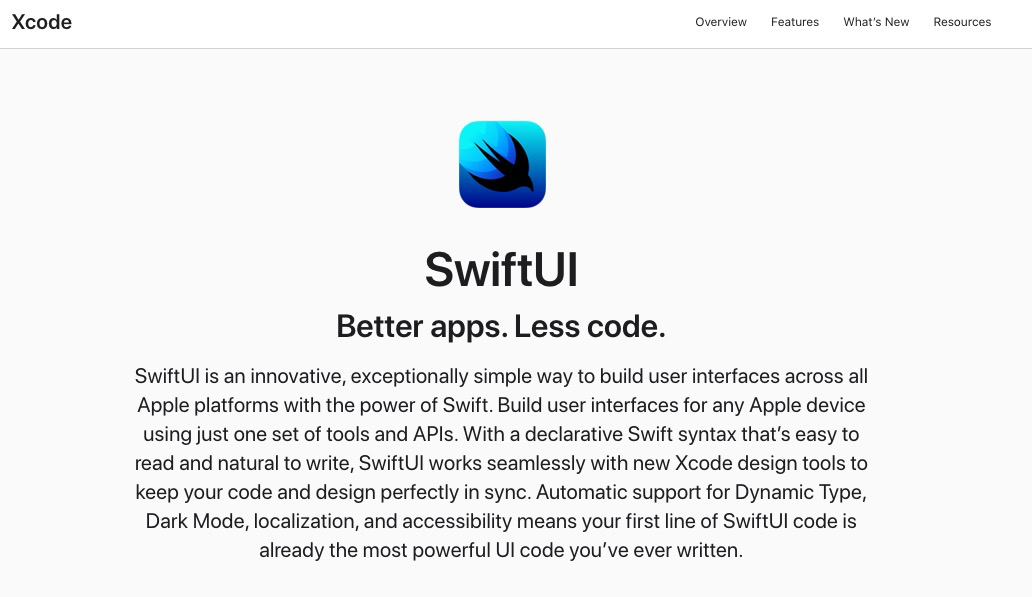 Xcode
Overview Features What's New Resources
SwiftUI
Better apps. Less code.
SwiftUI is an innovative, exceptionally simple way to build user interfaces across all
Apple platforms with the power of Swift. Build user interfaces for any Apple device
using just one set of tools and APIs. With a declarative Swift syntax that’s easy to
read and natural to write, SwiftUI works seamlessly with new Xcode design tools to
keep your code and design perfectly in sync. Automatic support for Dynamic Type,
Dark Mode, localization, and accessibility means your first line of SwiftUI code is
already the most powerful UI code you’ve ever written.